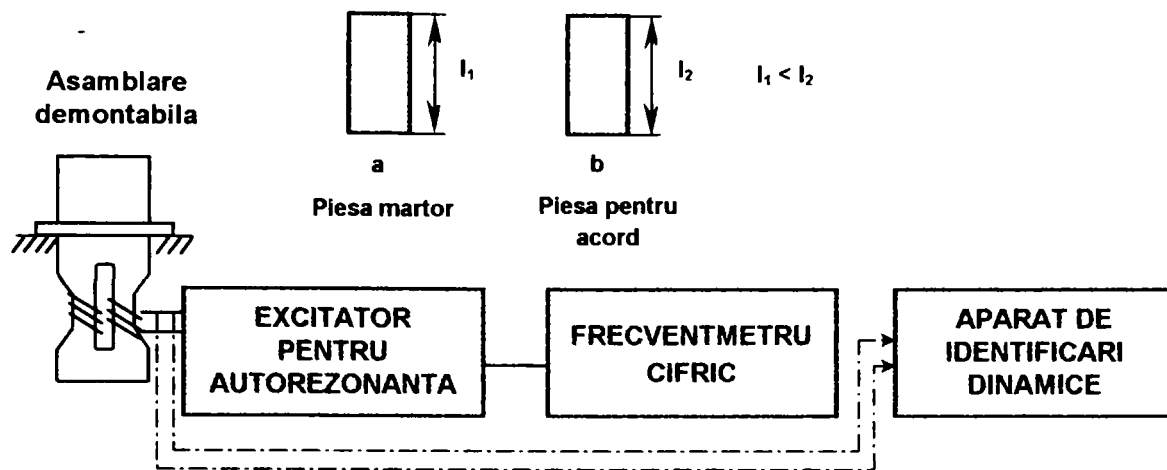 Asamblare
demontabila
l₁
l₂
l₁ < l₂
a
b
Piesa martor
Piesa pentru
acord
EXCITATOR
PENTRU
AUTOREZONANTA
FRECVENTMETRU
CIFRIC
APARAT DE
IDENTIFICARI
DINAMICE